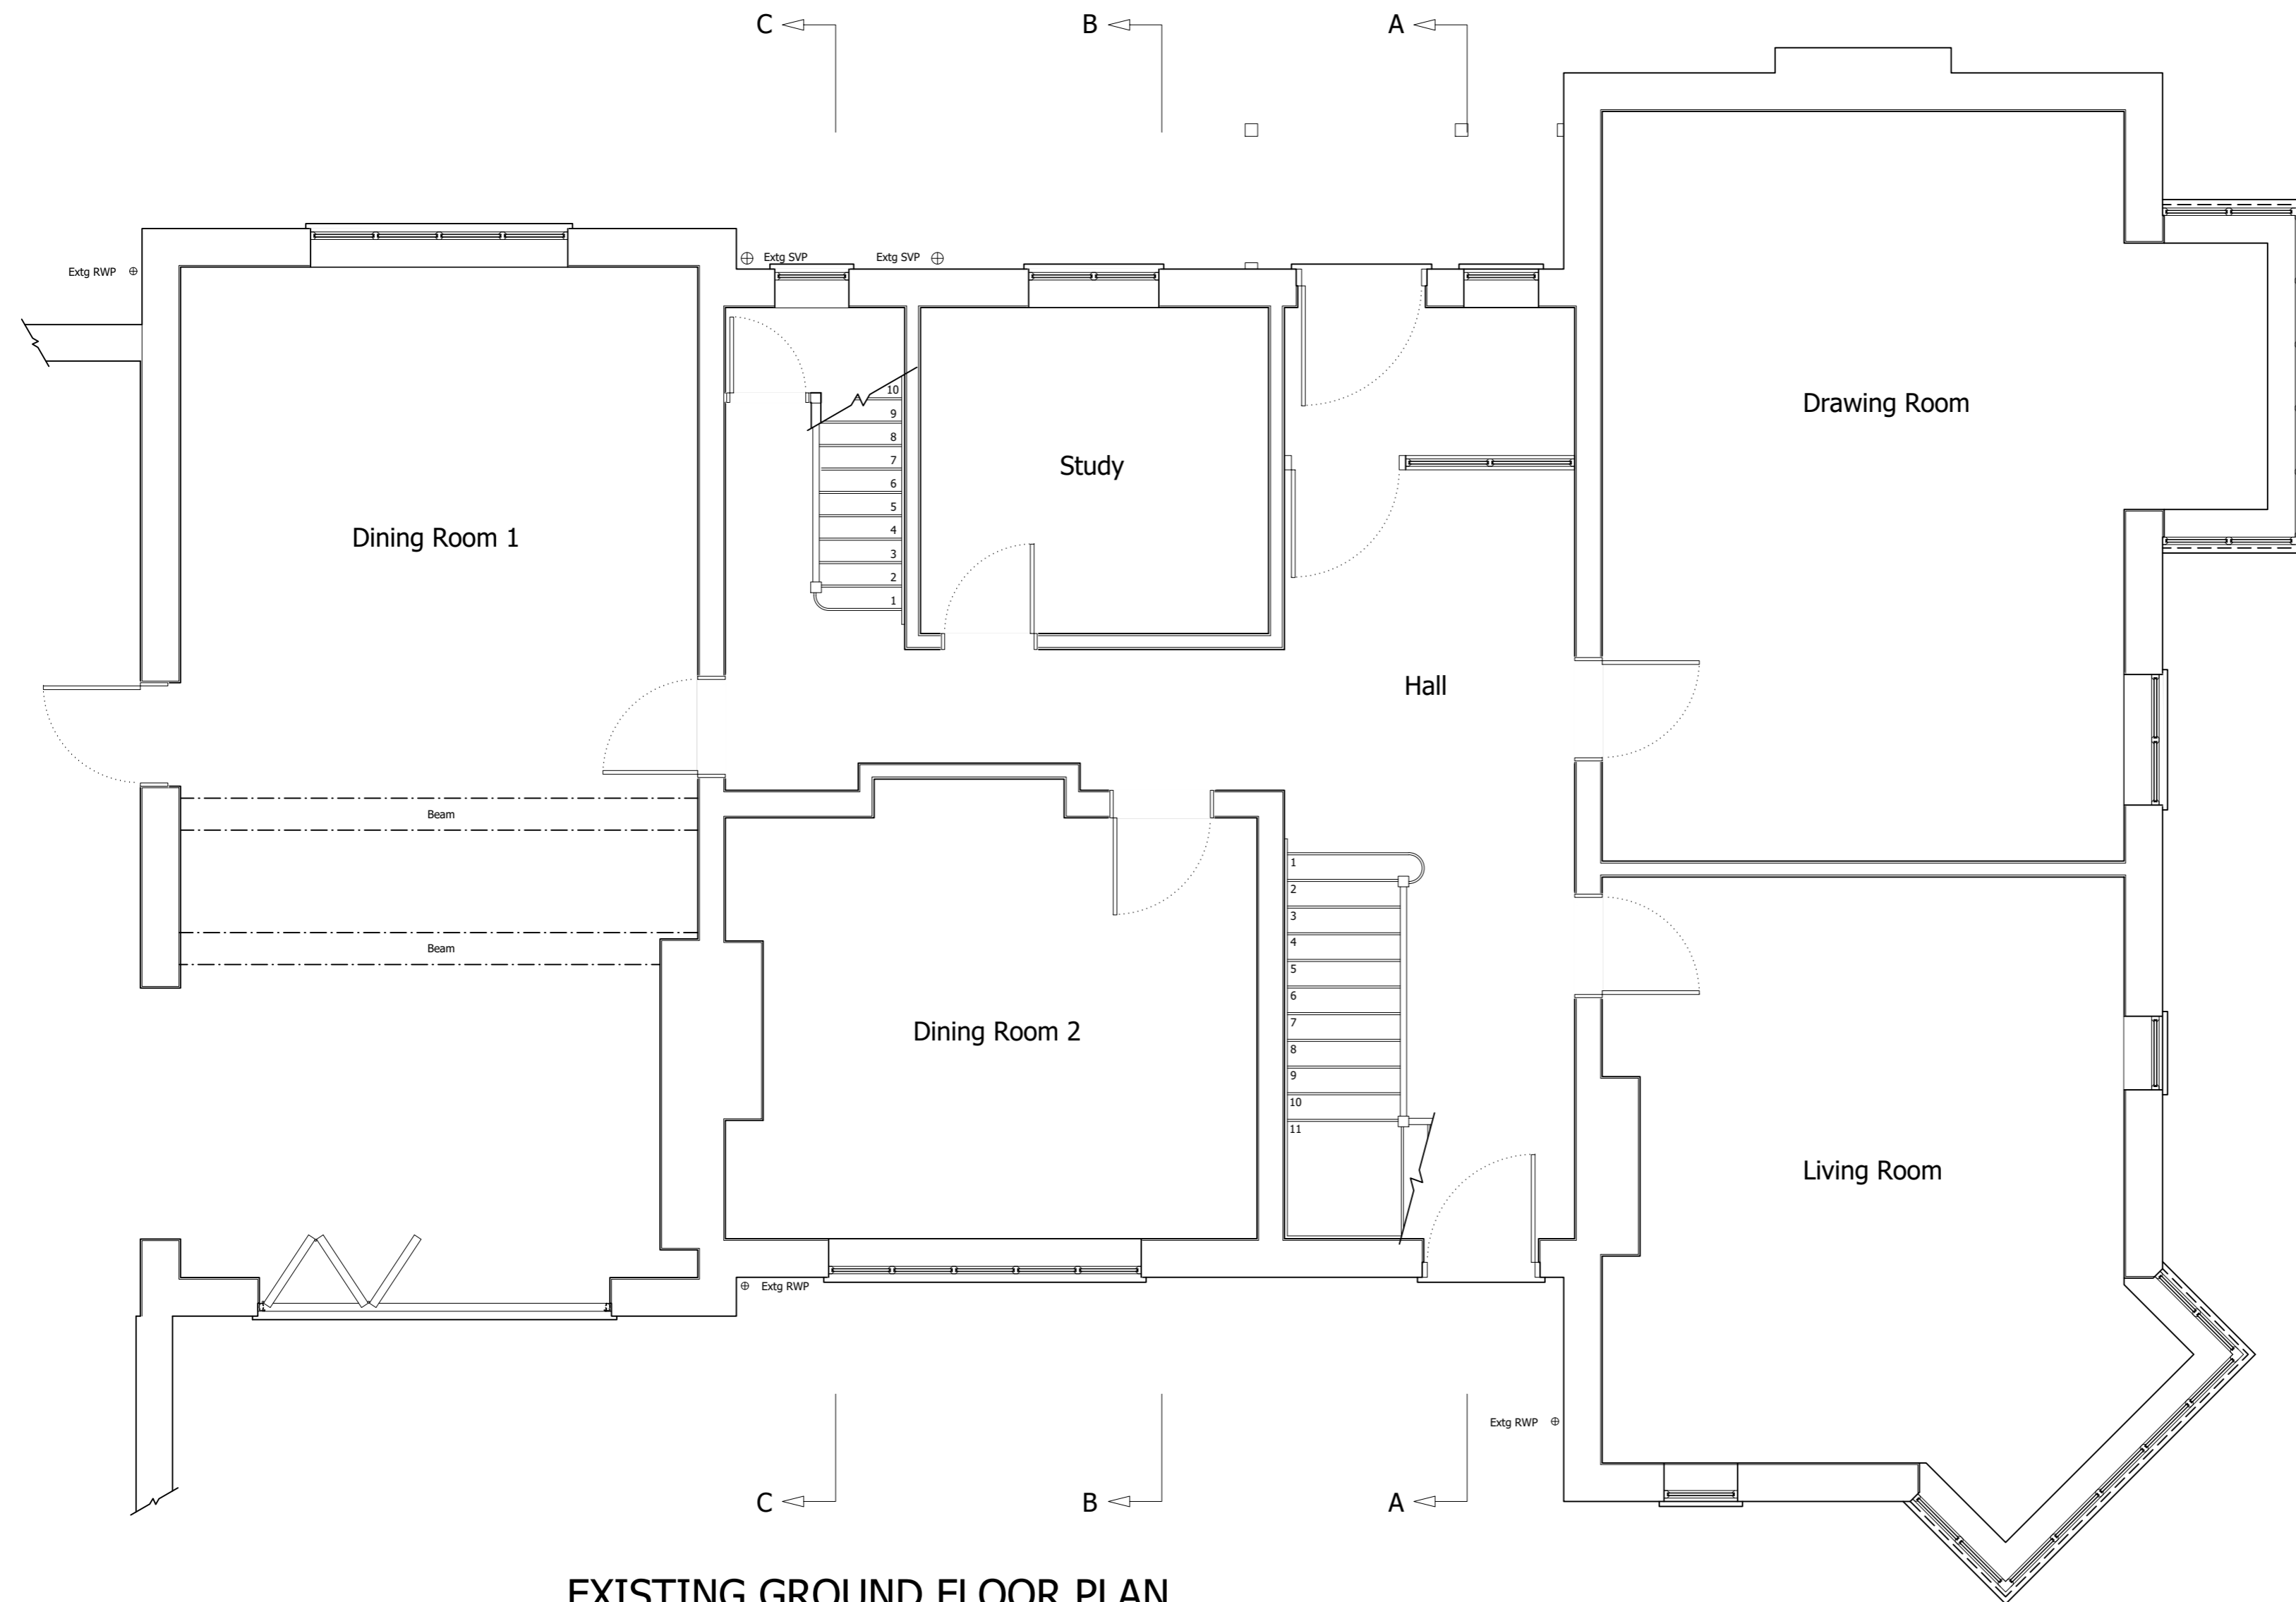 C
B
A
Extg SVP
Extg SVP
Extg RWP
10
9
8
7
6
5
4
3
2
1
Drawing Room
Study
Dining Room 1
Hall
Beam
Beam
1
2
3
4
5
6
7
8
9
10
11
Dining Room 2
Living Room
Extg RWP
Extg RWP
C
B
A
EXISTING GROUND FLOOR PLAN